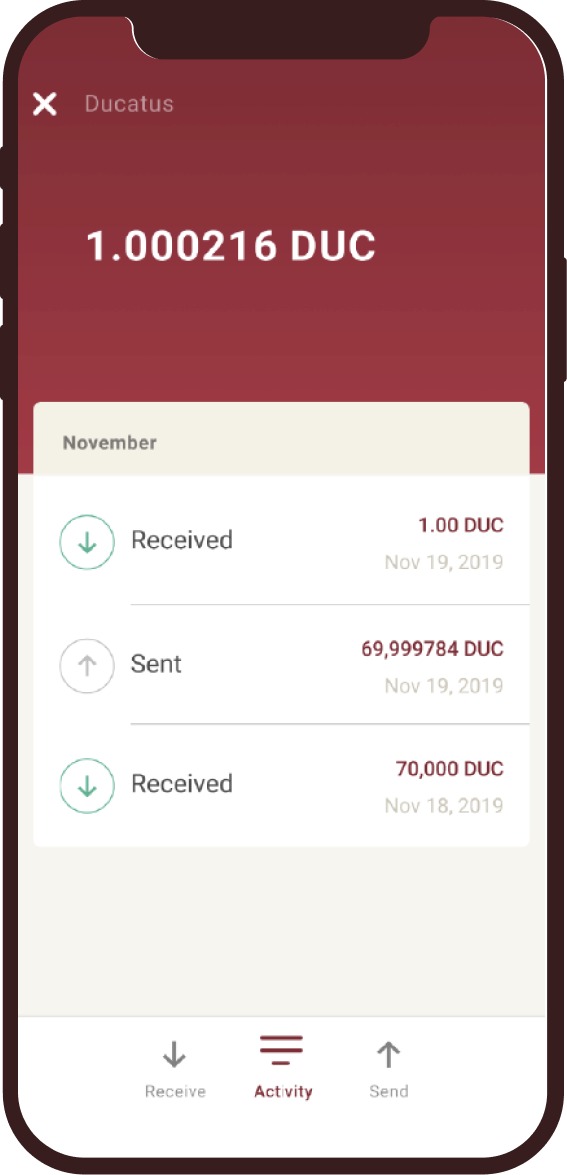 Ducatus
1.000216 DUC
November
Received
1.00 DUC
Nov 19, 2019
Sent
69,999784 DUC
Nov 19, 2019
Received
70,000 DUC
Nov 18, 2019
Receive
Activity
Send